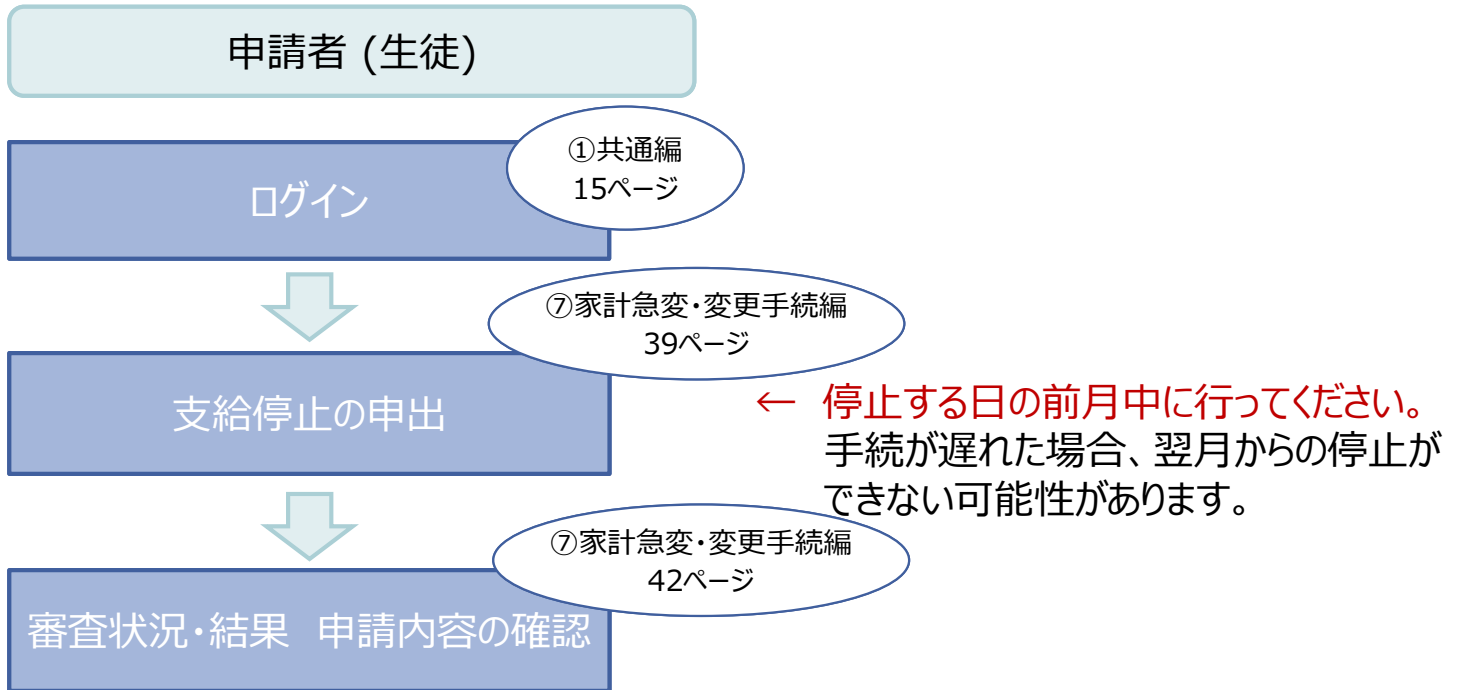 申請者 (生徒)
①共通編
15ページ
ログイン
⑦家計急変・変更手続編
39ページ
支給停止の申出
← 停止する日の前月中に行ってください。
手続が遅れた場合、翌月からの停止が
できない可能性があります。
⑦家計急変・変更手続編
42ページ
審査状況・結果　申請内容の確認